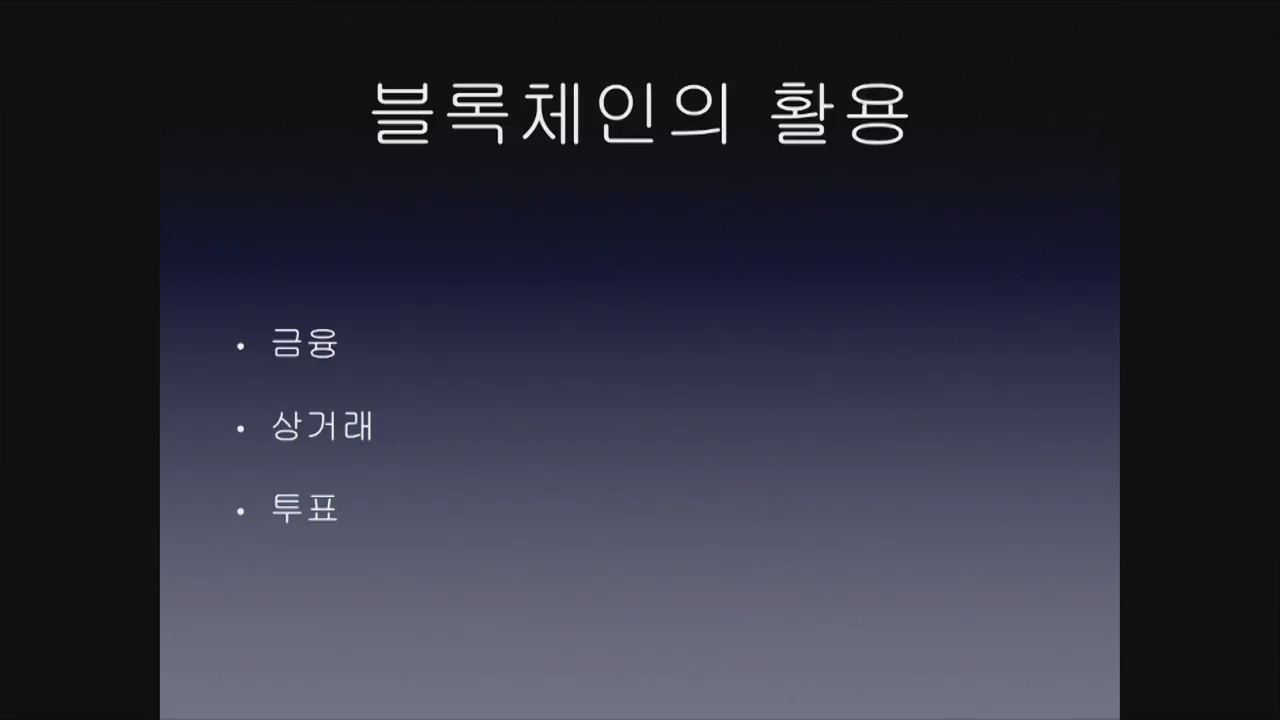 블록체인의 활용
• 금융
• 상거래
• 투표